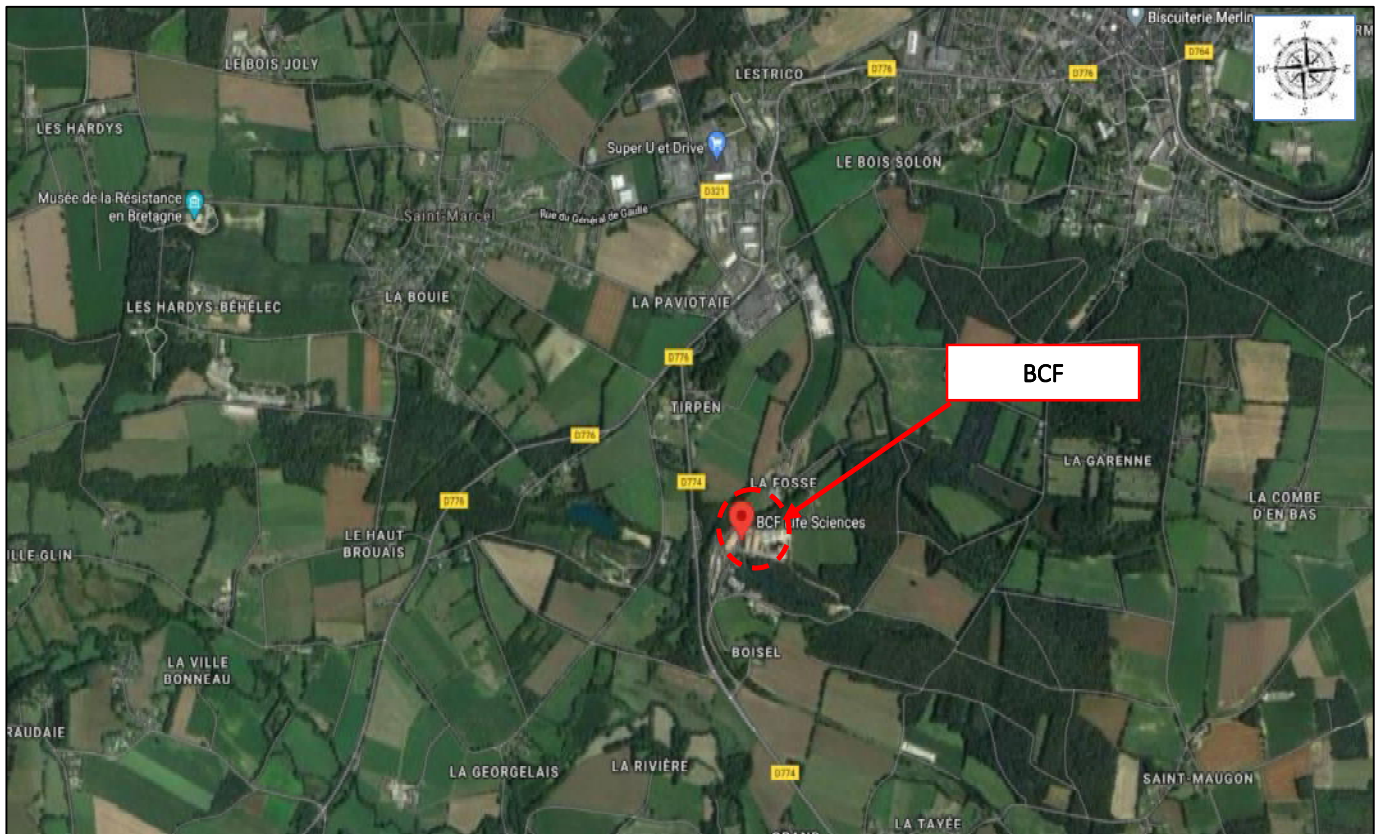 Biscuiterie Merlin
N
W
E
S
D764
LE BOIS JOLY
LESTRICO
D776
D776
LES HARDYS
Super U et Drive
LE BOIS SOLON
D321
Musée de la Résistance
en Bretagne
Saint-Marcel
Rue du Général de Gaulle
LES HARDYS-BÉHÉLEC
LA BOUIE
LA PAVIOTAIE
D776
BCF
TIRPEN
D776
LA GARENNE
D774
LA FOSSE
D776
LA COMBE
D'EN BAS
BCF Life Sciences
LE HAUT
BROUAIS
ILLE GLIN
BOISEL
LA VILLE
BONNEAU
RAUDAIE
LA GEORGELAIS
LA RIVIÈRE
D774
SAINT-MAUGON
LA TAYÉE